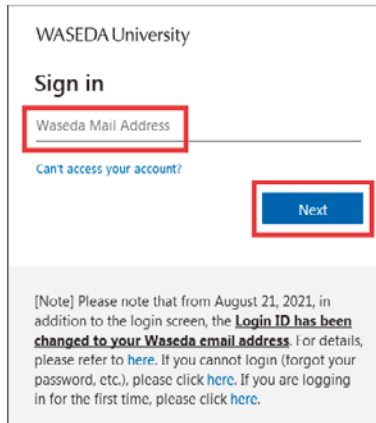 WASEDA University
Sign in
Waseda Mail Address
Can't access your account?
Next
[Note] Please note that from August 21, 2021, in
addition to the login screen, the Login ID has been
changed to your Waseda email address. For details,
please refer to here. If you cannot login (forgot your
password, etc.), please click here. If you are logging
in for the first time, please click here.